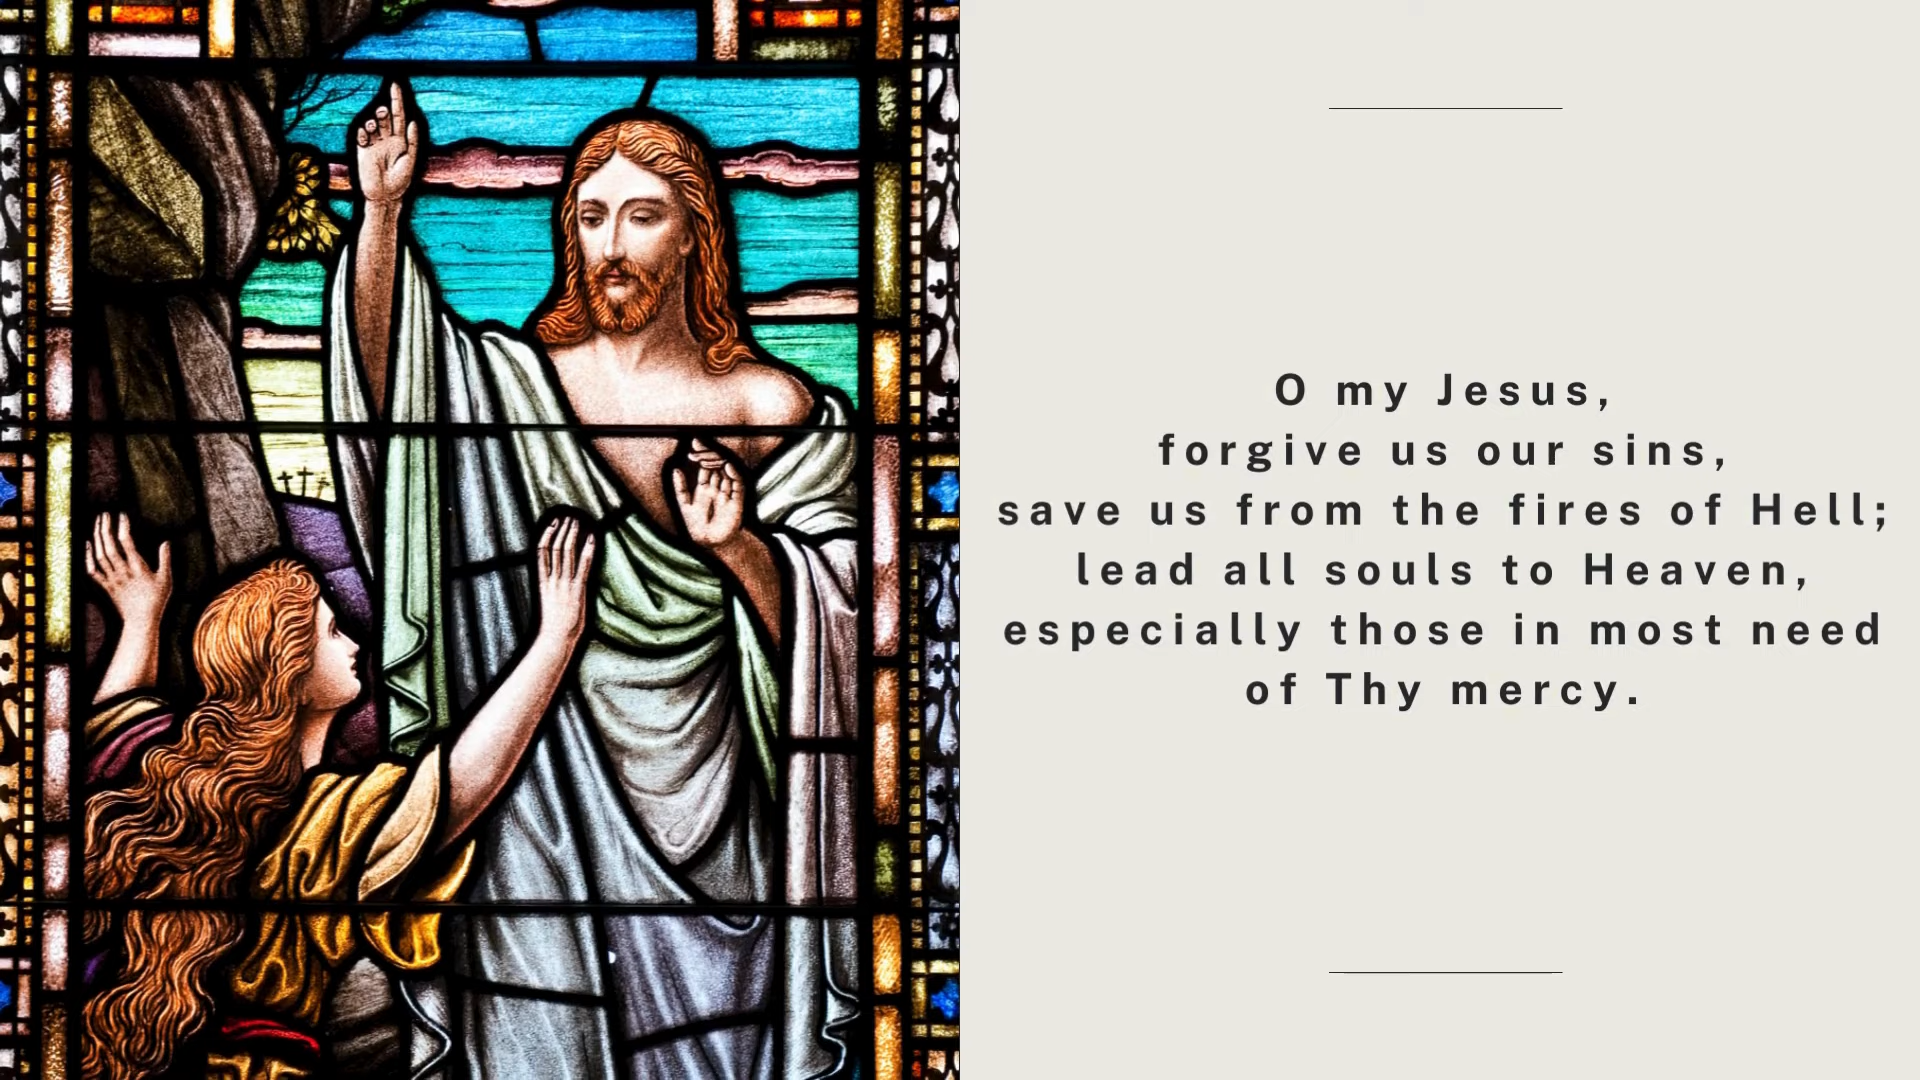 O my Jesus,
forgive us our sins,
save us from the fires of Hell;
lead all souls to Heaven,
especially those in most need
of Thy mercy.